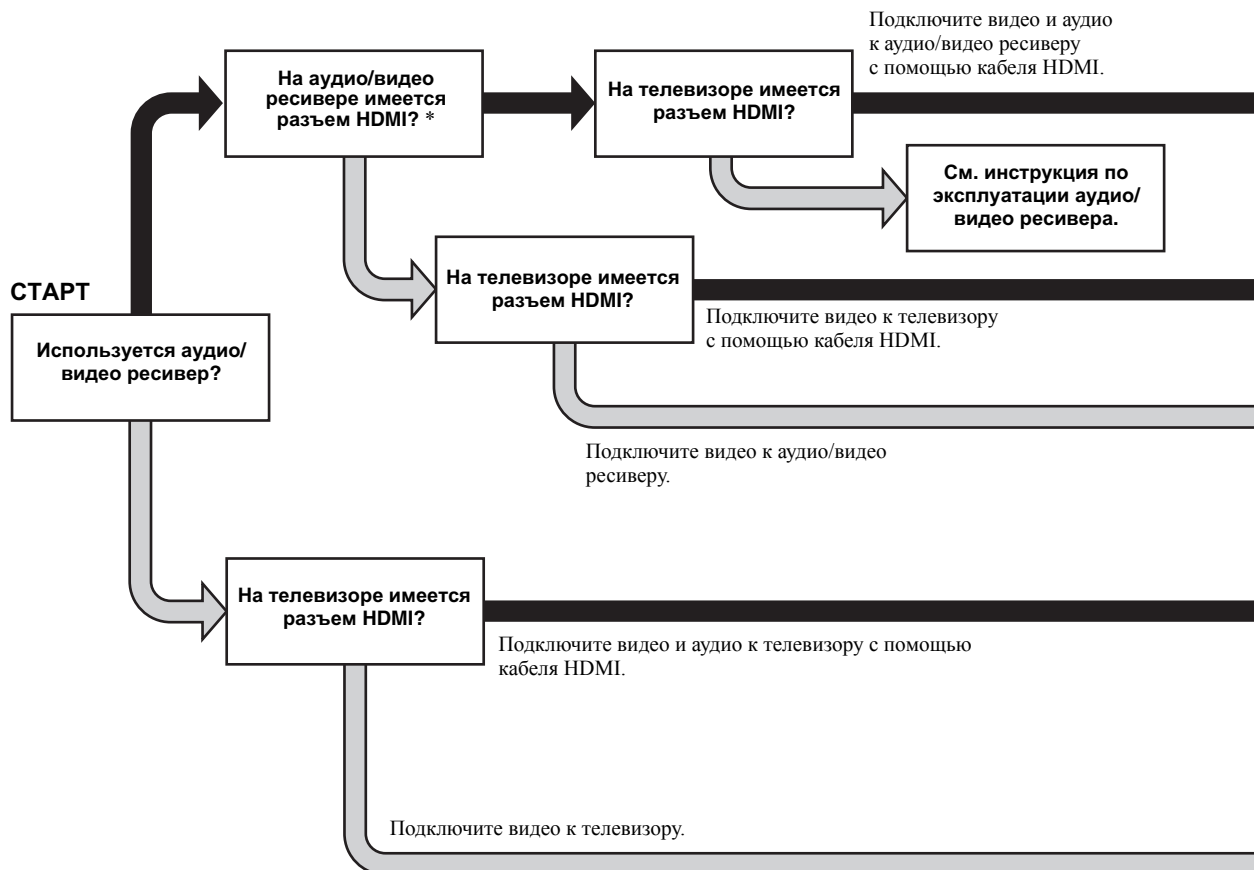 Подключите видео и аудио
к аудио/видео ресиверу
с помощью кабеля HDMI.
На аудио/видео
ресивере имеется
разъем HDMI? *
На телевизоре имеется
разъем HDMI?
См. инструкция по
эксплуатации аудио/
видео ресивера.
На телевизоре имеется
разъем HDMI?
СТАРТ
Подключите видео к телевизору
с помощью кабеля HDMI.
Используется аудио/
видео ресивер?
Подключите видео к аудио/видео
ресиверу.
На телевизоре имеется
разъем HDMI?
Подключите видео и аудио к телевизору с помощью
кабеля HDMI.
Подключите видео к телевизору.